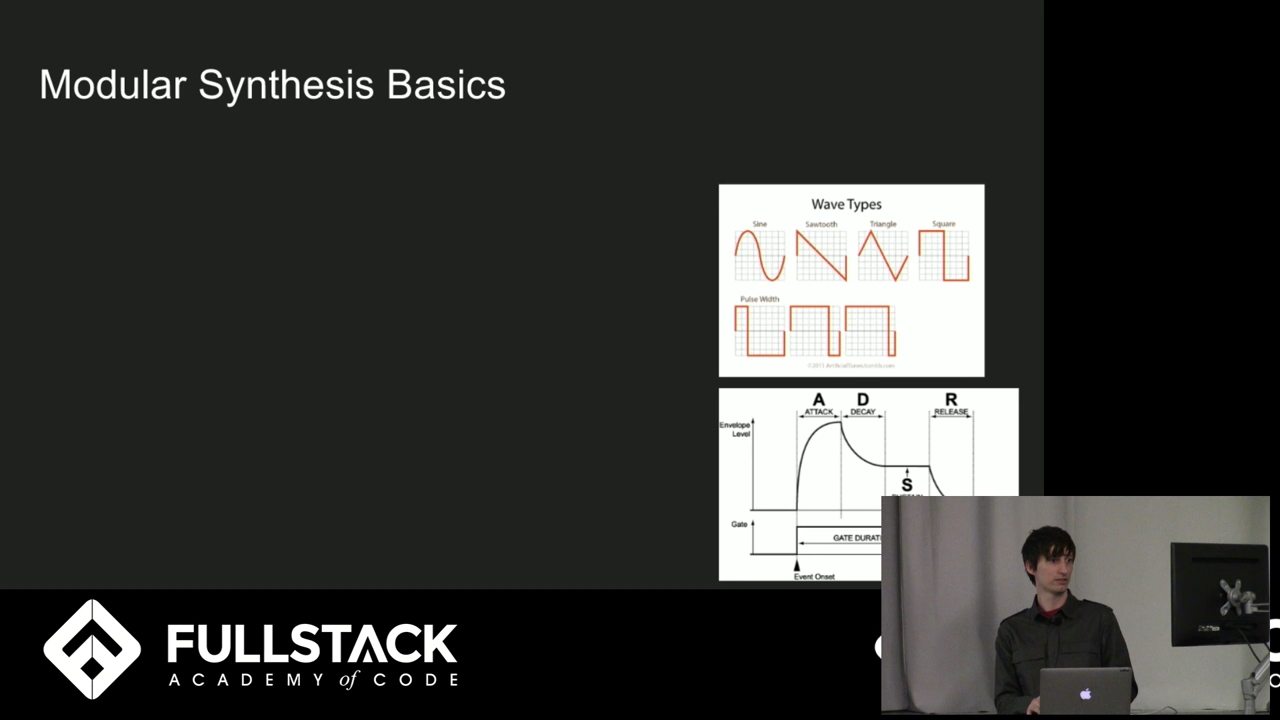 Modular Synthesis Basics
Wave Types
Sine Sawtooth Triangle Square
Pulse Width
A D R
ATTACK DECAY RELEASE
Envelope
Level
S
Gate
GATE
Event Onset
FULLSTACK
ACADEMY of CODE